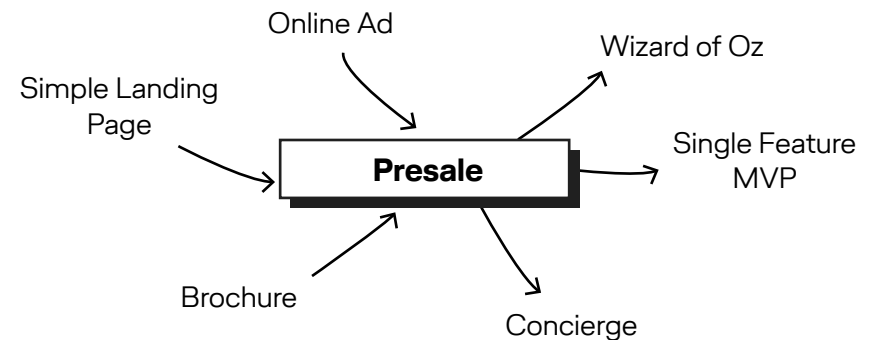 Online Ad
Wizard of Oz
Simple Landing
Page
Single Feature
MVP
Presale
Brochure
Concierge